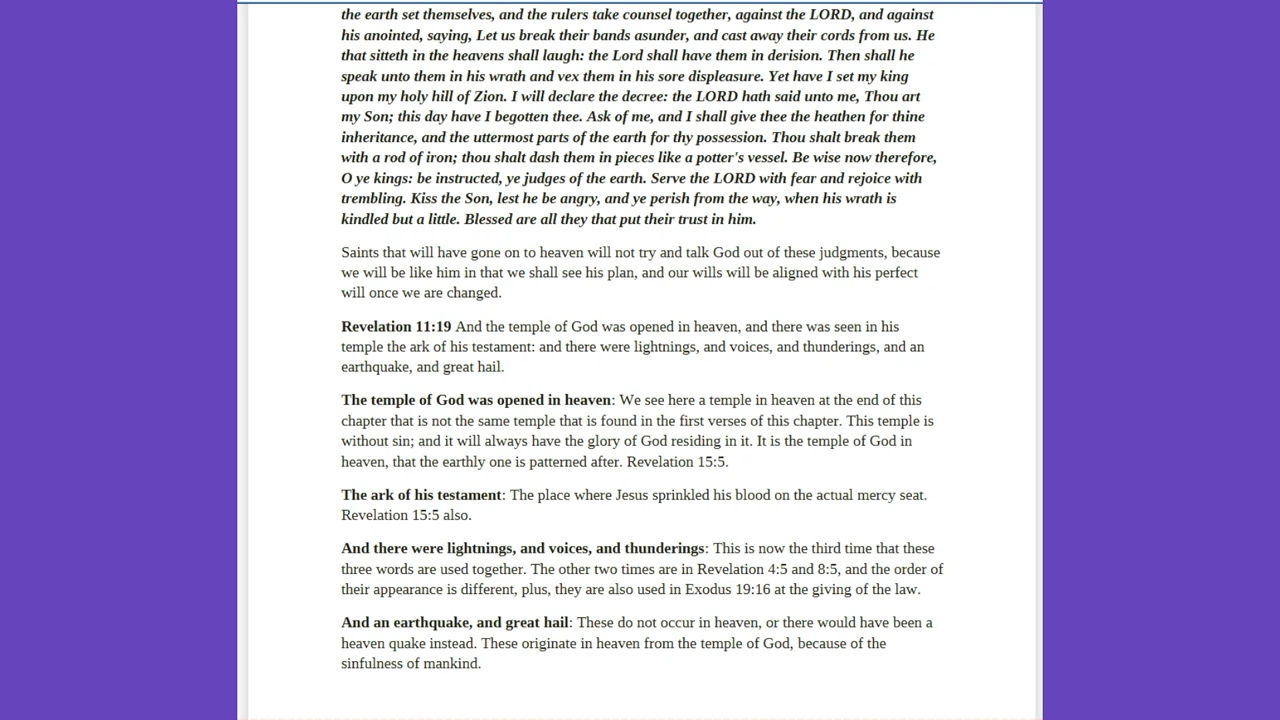 the earth set themselves, and the rulers take counsel together, against the LORD, and against
his anointed, saying, Let us break their bands asunder, and cast away their cords from us. He
that sitteth in the heavens shall laugh: the Lord shall have them in derision. Then shall he
speak unto them in his wrath and vex them in his sore displeasure. Yet have I set my king
upon my holy hill of Zion. I will declare the decree: the LORD hath said unto me, Thou art
my Son; this day have I begotten thee. Ask of me, and I shall give thee the heathen for thine
inheritance, and the uttermost parts of the earth for thy possession. Thou shalt break them
with a rod of iron; thou shalt dash them in pieces like a potter's vessel. Be wise now therefore,
O ye kings: be instructed, ye judges of the earth. Serve the LORD with fear and rejoice with
trembling. Kiss the Son, lest he be angry, and ye perish from the way, when his wrath is
kindled but a little. Blessed are all they that put their trust in him.
Saints that will have gone on to heaven will not try and talk God out of these judgments, because
we will be like him in that we shall see his plan, and our wills will be aligned with his perfect
will once we are changed.
Revelation 11:19 And the temple of God was opened in heaven, and there was seen in his
temple the ark of his testament: and there were lightnings, and voices, and thunderings, and an
earthquake, and great hail.
The temple of God was opened in heaven: We see here a temple in heaven at the end of this
chapter that is not the same temple that is found in the first verses of this chapter. This temple is
without sin; and it will always have the glory of God residing in it. It is the temple of God in
heaven, that the earthly one is patterned after. Revelation 15:5.
The ark of his testament: The place where Jesus sprinkled his blood on the actual mercy seat.
Revelation 15:5 also.
And there were lightnings, and voices, and thunderings: This is now the third time that these
three words are used together. The other two times are in Revelation 4:5 and 8:5, and the order of
their appearance is different, plus, they are also used in Exodus 19:16 at the giving of the law.
And an earthquake, and great hail: These do not occur in heaven, or there would have been a
heaven quake instead. These originate in heaven from the temple of God, because of the
sinfulness of mankind.